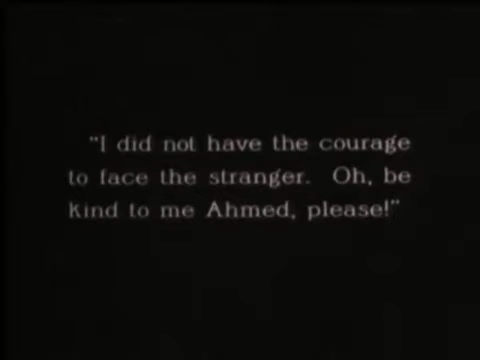 "I did not have the courage
to face the stranger. Oh, be
kind to me Ahmed, please!"